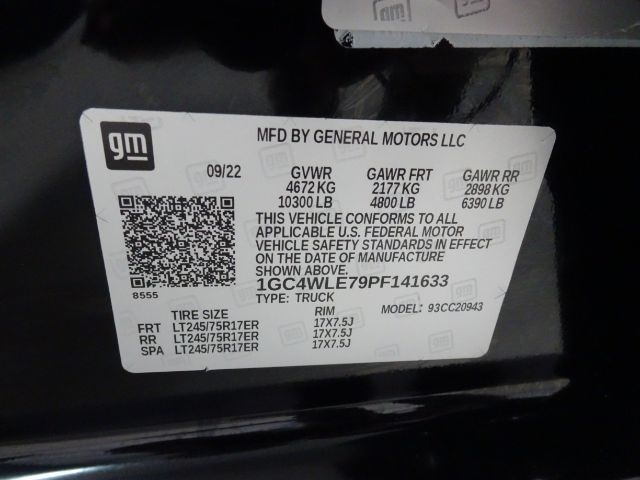 gm
MFD BY GENERAL MOTORS LLC
09/22 GVWR GAWR FRT GAWR RR
4672 KG 2177 KG 2898 KG
10300 LB 4800 LB 6390 LB
THIS VEHICLE CONFORMS TO ALL
APPLICABLE U.S. FEDERAL MOTOR
VEHICLE SAFETY STANDARDS IN EFFECT
ON THE DATE OF MANUFACTURE
SHOWN ABOVE.
8555
1GC4WLE79PF141633
TYPE: TRUCK MODEL: 93CC20943
TIRE SIZE RIM
FRT LT245/75R17ER 17X7.5J
RR LT245/75R17ER 17X7.5J
SPA LT245/75R17ER 17X7.5J